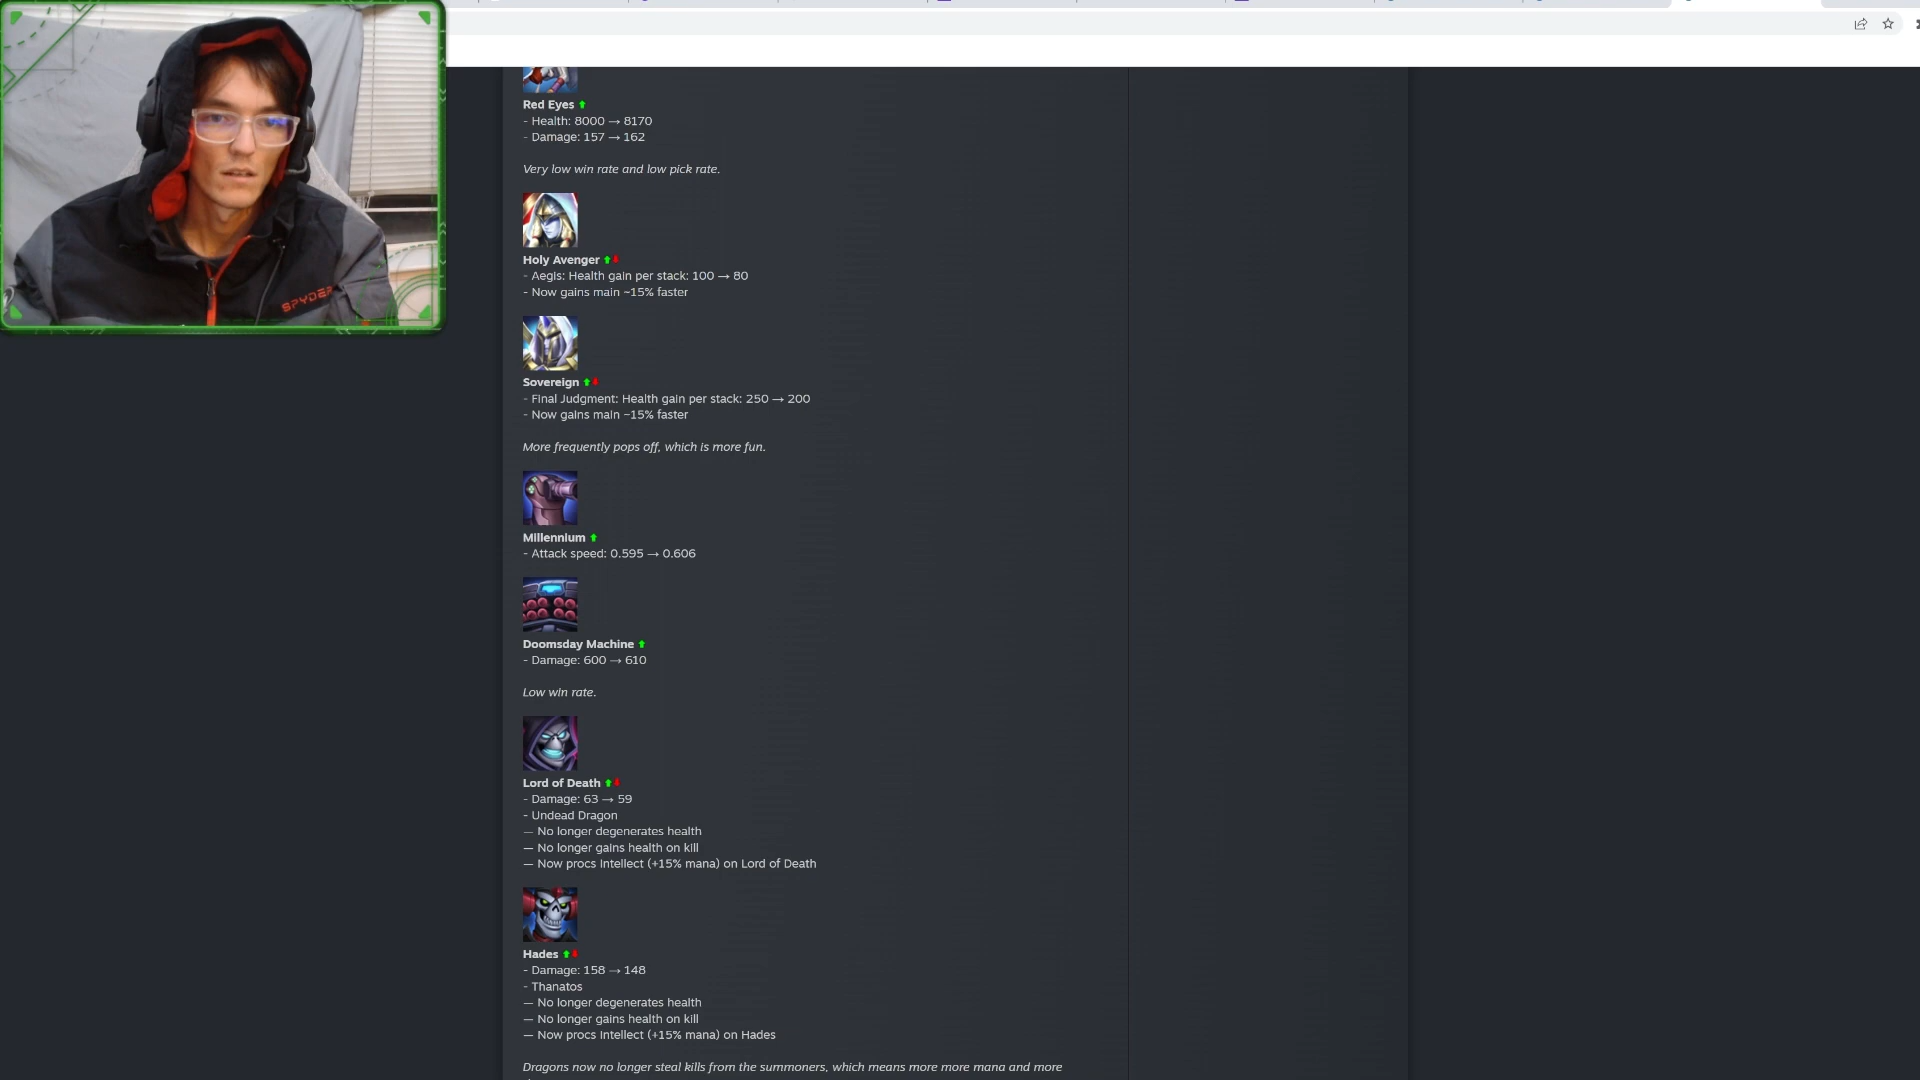 Red Eyes
- Health: 8000 → 8170
- Damage: 157 → 162
Very low win rate and low pick rate.
Holy Avenger
- Aegis: Health gain per stack: 100 → 80
- Now gains main ~15% faster
Sovereign
- Final Judgment: Health gain per stack: 250 → 200
- Now gains main ~15% faster
More frequently pops off, which is more fun.
Millennium
- Attack speed: 0.595 → 0.606
Doomsday Machine
- Damage: 600 → 610
Low win rate.
Lord of Death
- Damage: 63 → 59
- Undead Dragon
— No longer degenerates health
— No longer gains health on kill
— Now procs Intellect (+15% mana) on Lord of Death
Hades
- Damage: 158 → 148
- Thanatos
— No longer degenerates health
— No longer gains health on kill
— Now procs Intellect (+15% mana) on Hades
Dragons now no longer steal kills from the summoners, which means more more mana and more
SPYDER